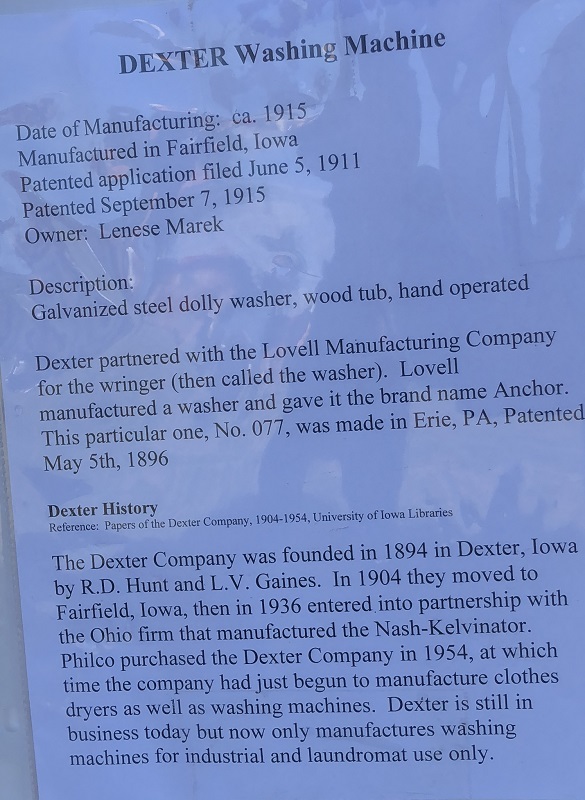 DEXTER Washing Machine
Date of Manufacturing: ca. 1915
Manufactured in Fairfield, Iowa
Patented application filed June 5, 1911
Patented September 7, 1915
Owner: Lenese Marek
Description:
Galvanized steel dolly washer, wood tub, hand operated
Dexter partnered with the Lovell Manufacturing Company
for the wringer (then called the washer). Lovell
manufactured a washer and gave it the brand name Anchor.
This particular one, No. 077, was made in Erie, PA, Patented
May 5th, 1896
Dexter History
Reference: Papers of the Dexter Company, 1904-1954, University of Iowa Libraries
The Dexter Company was founded in 1894 in Dexter, Iowa
by R.D. Hunt and L.V. Gaines. In 1904 they moved to
Fairfield, Iowa, then in 1936 entered into partnership with
the Ohio firm that manufactured the Nash-Kelvinator.
Philco purchased the Dexter Company in 1954, at which
time the company had just begun to manufacture clothes
dryers as well as washing machines. Dexter is still in
business today but now only manufactures washing
machines for industrial and laundromat use only.